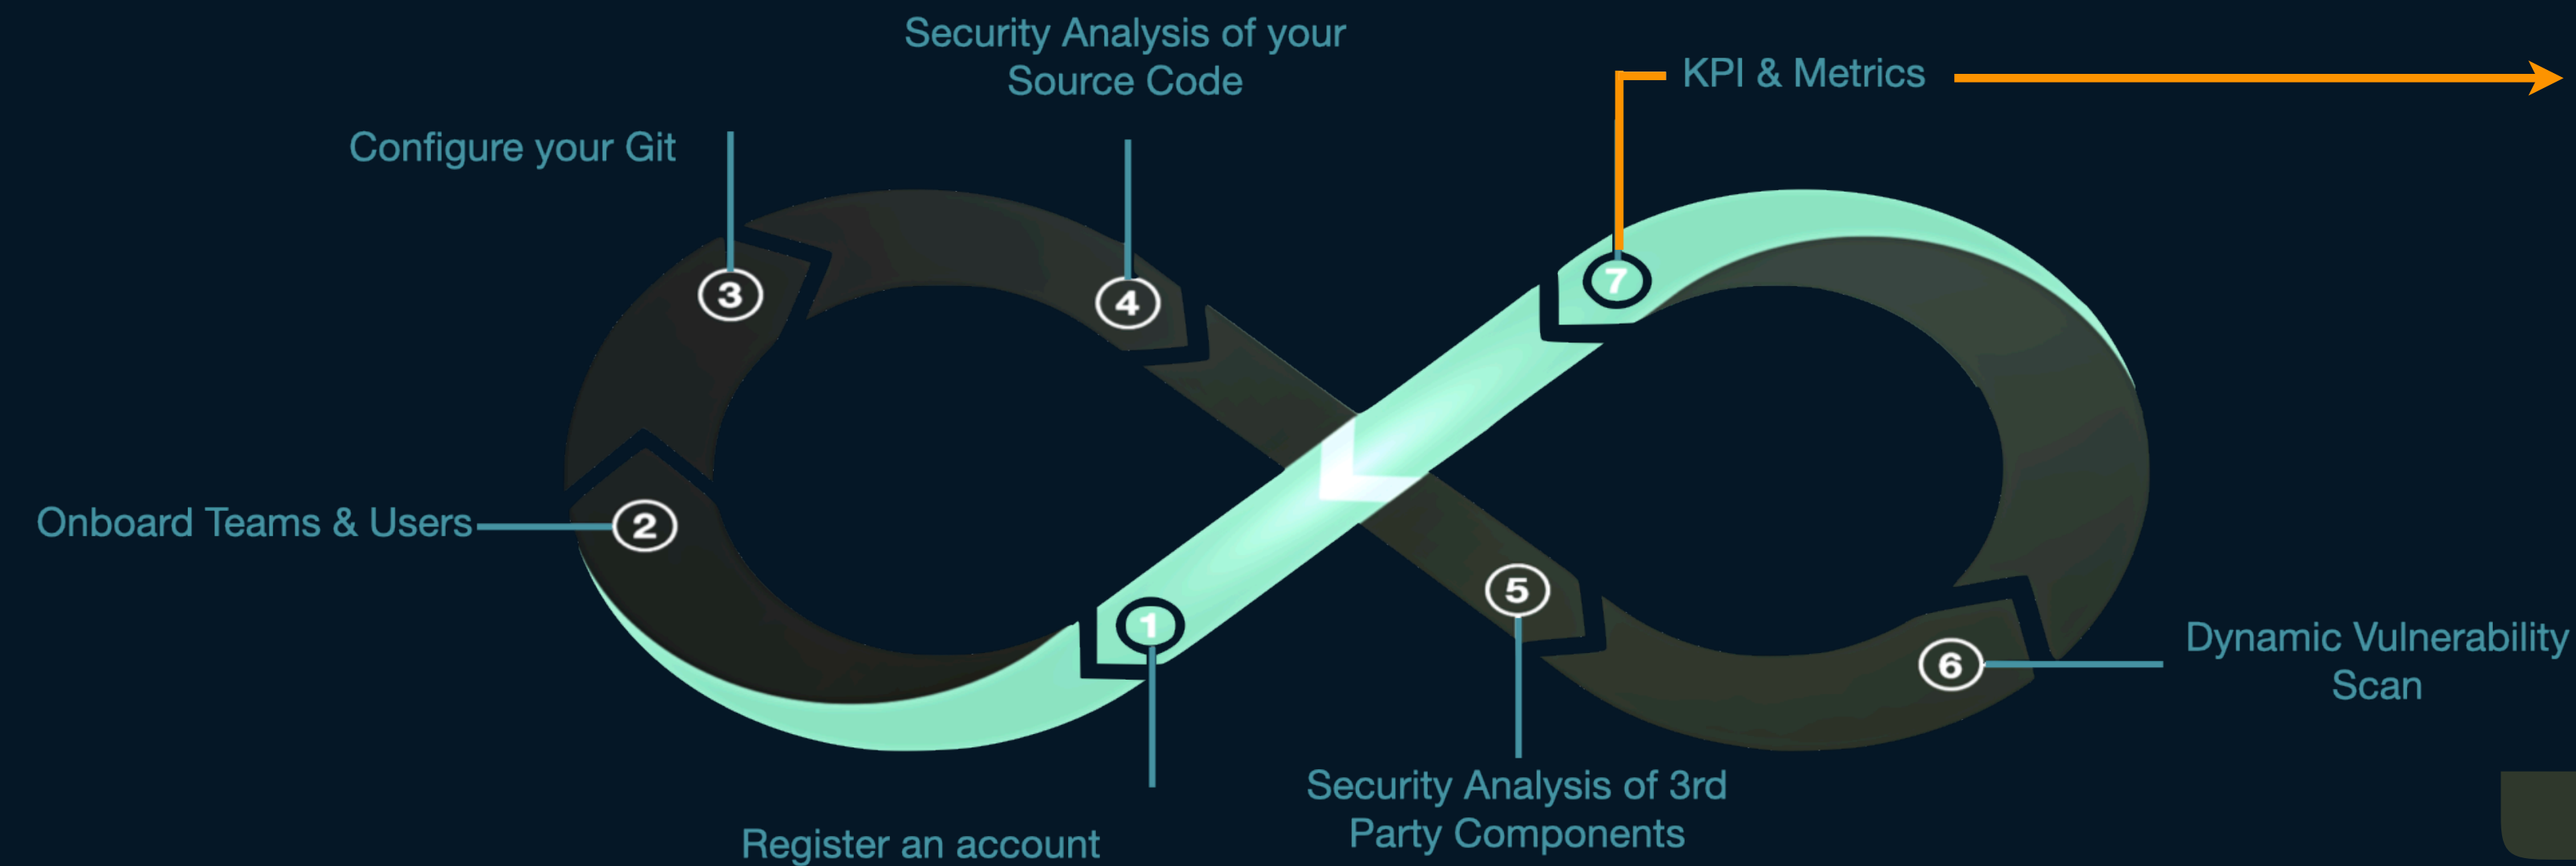 Security Analysis of your
Source Code
KPI & Metrics
Configure your Git
7
3
4
Onboard Teams & Users
2
5
1
6
Dynamic Vulnerability
Scan
Security Analysis of 3rd
Party Components
Register an account